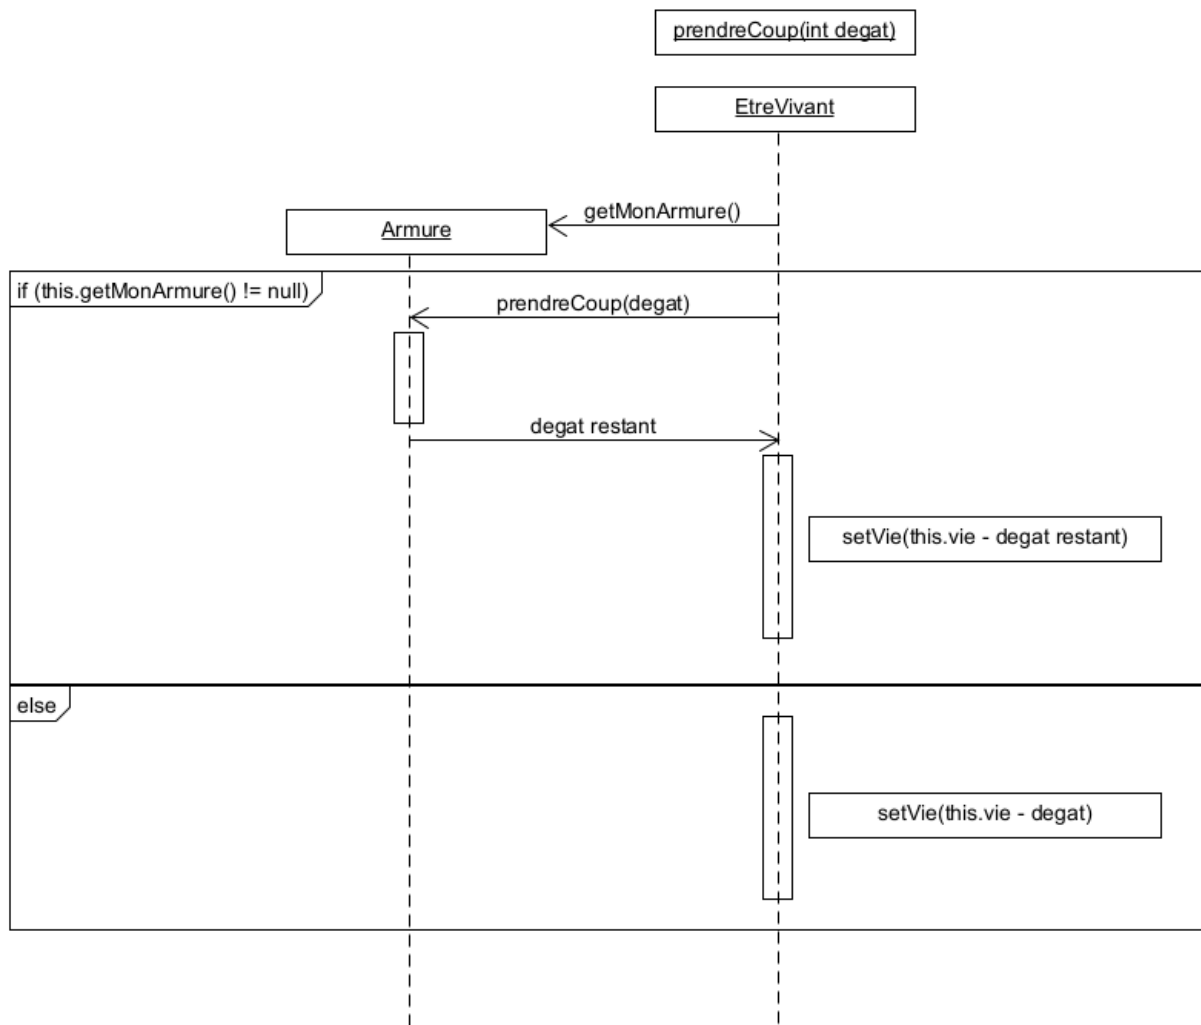 prendreCoup(int degat)
EtreVivant
getMonArmure()
Armure
if (this.getMonArmure() != null)
prendreCoup(degat)
degat restant
setVie(this.vie - degat restant)
else
setVie(this.vie - degat)